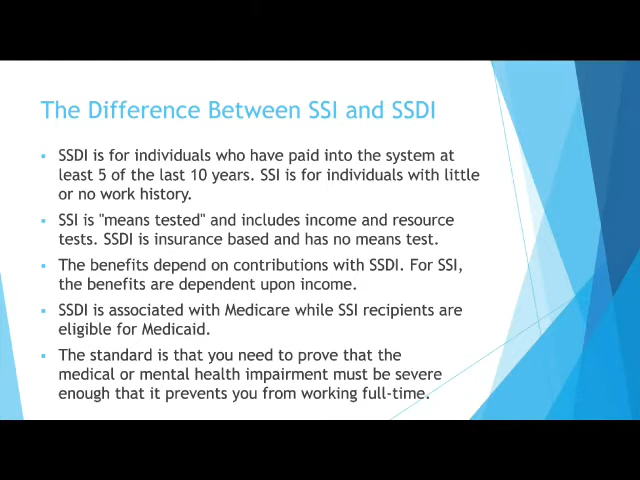 The Difference Between SSI and SSDI
▪ SSDI is for individuals who have paid into the system at
least 5 of the last 10 years. SSI is for individuals with little
or no work history.
▪ SSI is "means tested" and includes income and resource
tests. SSDI is insurance based and has no means test.
▪ The benefits depend on contributions with SSDI. For SSI,
the benefits are dependent upon income.
▪ SSDI is associated with Medicare while SSI recipients are
eligible for Medicaid.
▪ The standard is that you need to prove that the
medical or mental health impairment must be severe
enough that it prevents you from working full-time.